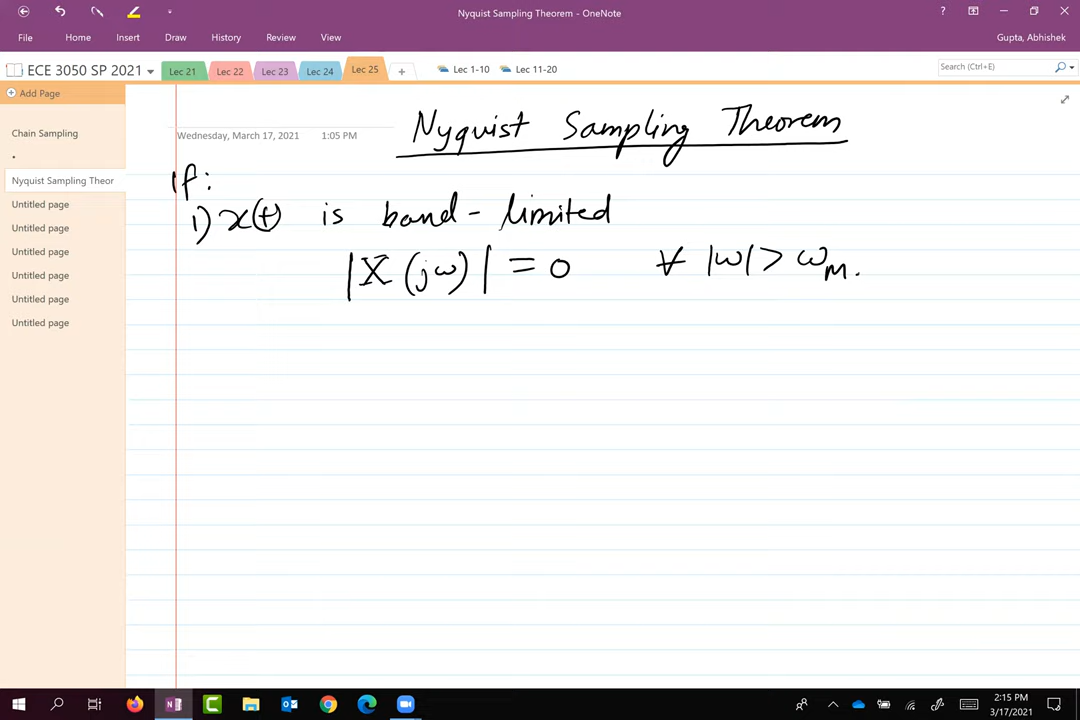 Nyquist Sampling Theorem - OneNote
?
File Home Insert Draw History Review View
Gupta, Abhishek
ECE 3050 SP 2021
Lec 21 Lec 22 Lec 23 Lec 24 Lec 25 + Lec 1-10 Lec 11-20
Search (Ctrl+E)
Add Page
Chain Sampling
Nyquist Sampling Theor
Untitled page
Untitled page
Untitled page
Untitled page
Untitled page
Untitled page
Wednesday, March 17, 2021 1:05 PM
Nyquist Sampling Theorem
If:
1) x(t) is band-limited
|X(jω)| = 0 ∀ |ω| > ω_M.
2:15 PM
3/17/2021